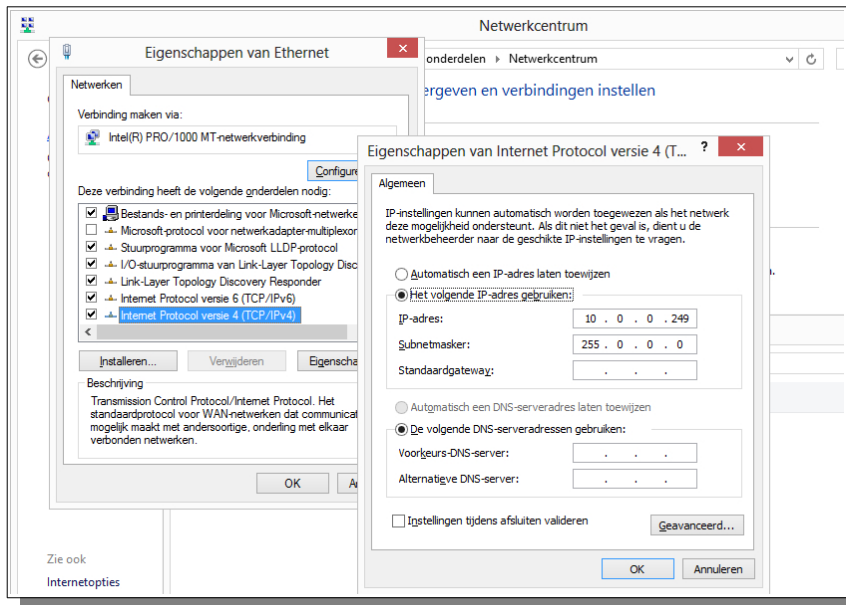 Netwerkcentrum
Eigenschappen van Ethernet
onderdelen
Netwerkcentrum
ergeven en verbindingen instellen
Netwerken
Verbinding maken via:
Intel(R) PRO/1000 MT-netwerkverbinding
Configure
Deze verbinding heeft de volgende onderdelen nodig:
Bestands- en printerdeling voor Microsoft-netwerke
Microsoft-protocol voor netwerkadapter-multiplexor
Stuurprogramma voor Microsoft LLDP-protocol
I/O-stuurprogramma van Link-Layer Topology Disc
Link-Layer Topology Discovery Responder
Internet Protocol versie 6 (TCP/IPv6)
Internet Protocol versie 4 (TCP/IPv4)
Installeren...
Verwijderen
Eigenscha
Beschrijving
Transmission Control Protocol/Internet Protocol. Het
standaardprotocol voor WAN-netwerken dat communicat
mogelijk maakt met andersoortige, onderling met elkaar
verbonden netwerken.
OK
Eigenschappen van Internet Protocol versie 4 (T... ?
Algemeen
IP-instellingen kunnen automatisch worden toegewezen als het netwerk
deze mogelijkheid ondersteunt. Als dit niet het geval is, dient u de
netwerkbeheerder naar de geschikte IP-instellingen te vragen.
Automatisch een IP-adres laten toewijzen
Het volgende IP-adres gebruiken:
IP-adres: 10 . 0 . 0 . 249
Subnetmasker: 255 . 0 . 0 . 0
Standaardgateway: . . .
Automatisch een DNS-serveradres laten toewijzen
De volgende DNS-serveradressen gebruiken:
Voorkeurs-DNS-server: . . .
Alternatieve DNS-server: . . .
Instellingen tijdens afsluiten valideren
Geavanceerd...
OK
Annuleren
Zie ook
Internetopties